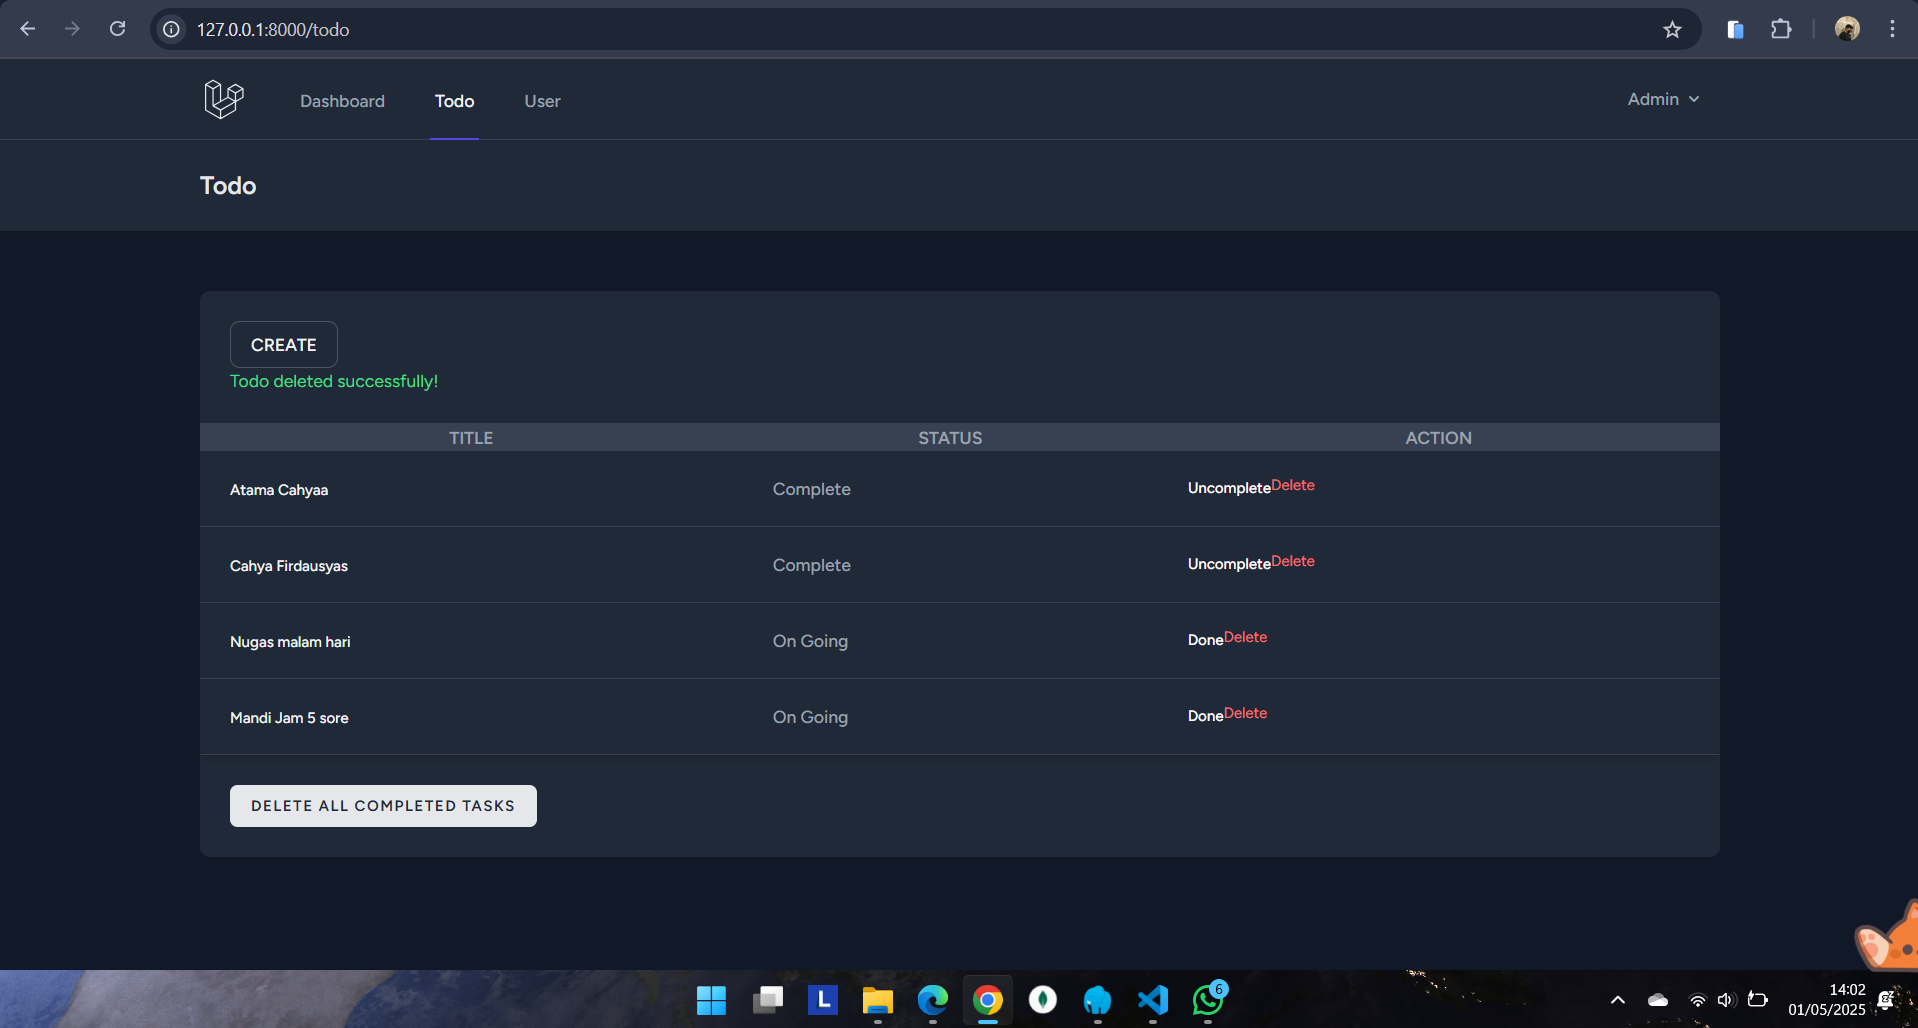 127.0.0.1:8000/todo
Dashboard Todo User Admin
Todo
CREATE
Todo deleted successfully!
TITLE STATUS ACTION
Atama Cahyaa Complete UncompleteDelete
Cahya Firdausyas Complete UncompleteDelete
Nugas malam hari On Going DoneDelete
Mandi Jam 5 sore On Going DoneDelete
DELETE ALL COMPLETED TASKS
L
6
14:02
01/05/2025